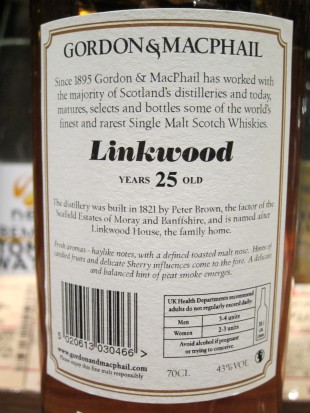 GORDON & MACPHAIL
Since 1895 Gordon & MacPhail has worked with
the majority of Scotland's distilleries and today,
matures, selects and bottles some of the world's
finest and rarest Single Malt Scotch Whiskies.
Linkwood
YEARS 25 OLD
The distillery was built in 1821 by Peter Brown, the factor of the
Seafield Estates of Moray and Banffshire, and is named after
Linkwood House, the family home.
Fresh aromas - haylike notes, with a defined toasted malt nose. Hints of
candied fruits and delicate Sherry influences come to the fore. A delicate
and balanced hint of peat smoke emerges.
UK Health Departments recommend
adults do not regularly exceed daily:
Men 3-4 units
Women 2-3 units
Avoid alcohol if pregnant
or trying to conceive.
5 020613 030466 >
www.gordonandmacphail.com
Please enjoy this fine malt responsibly
70CL 43%VOL